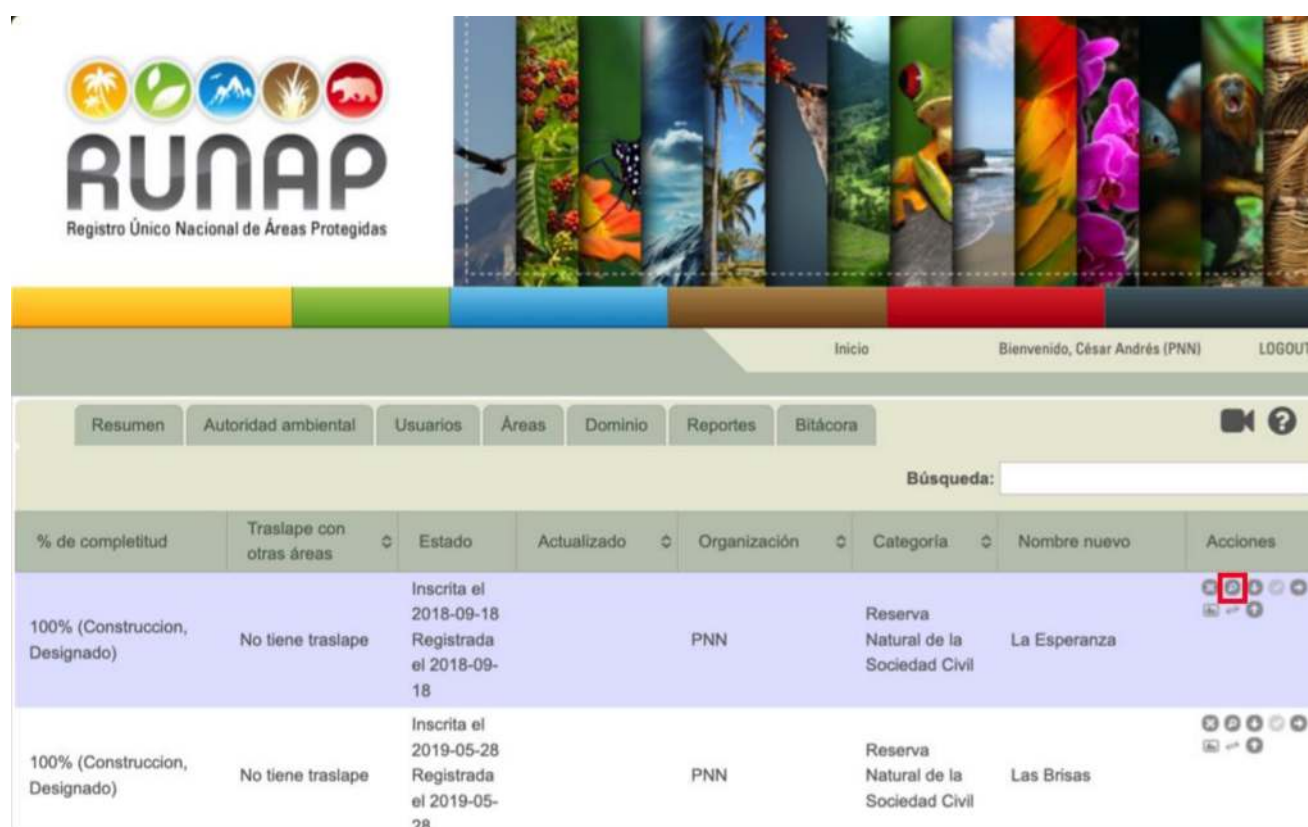 RUNAP
Registro Único Nacional de Áreas Protegidas
Inicio Bienvenido, César Andrés (PNN) LOGOUT
Resumen Autoridad ambiental Usuarios Áreas Dominio Reportes Bitácora
Búsqueda:
% de completitud Traslape con otras áreas Estado Actualizado Organización Categoría Nombre nuevo Acciones
100% (Construccion,
Designado)
No tiene traslape
Inscrita el
2018-09-18
Registrada
el 2018-09-
18
PNN
Reserva
Natural de la
Sociedad Civil
La Esperanza
100% (Construccion,
Designado)
No tiene traslape
Inscrita el
2019-05-28
Registrada
el 2019-05-
28
PNN
Reserva
Natural de la
Sociedad Civil
Las Brisas